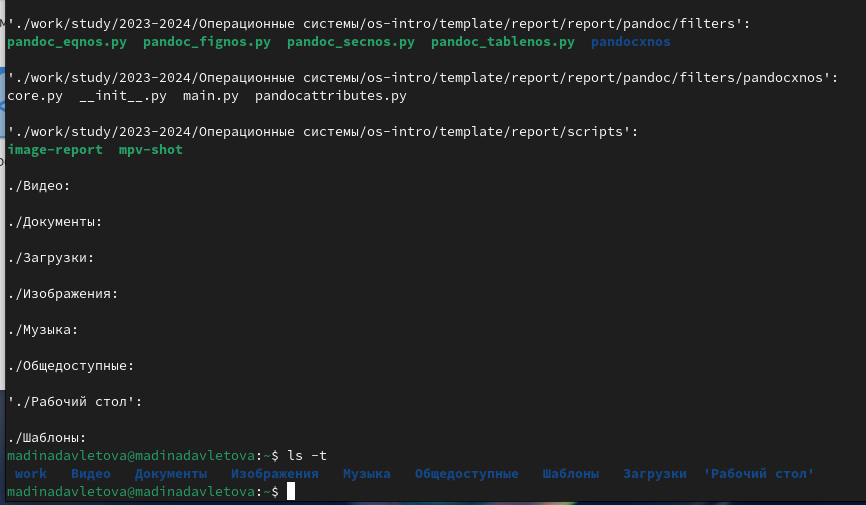 './work/study/2023-2024/Операционные системы/os-intro/template/report/report/pandoc/filters':
pandoc_eqnos.py  pandoc_fignos.py  pandoc_secnos.py  pandoc_tablenos.py  pandocxnos
'./work/study/2023-2024/Операционные системы/os-intro/template/report/report/pandoc/filters/pandocxnos':
core.py  __init__.py  main.py  pandocattributes.py
'./work/study/2023-2024/Операционные системы/os-intro/template/report/scripts':
image-report  mpv-shot
./Видео:
./Документы:
./Загрузки:
./Изображения:
./Музыка:
./Общедоступные:
'./Рабочий стол':
./Шаблоны:
madinadavletova@madinadavletova:~$ ls -t
work   Видео   Документы   Изображения   Музыка   Общедоступные   Шаблоны   Загрузки  'Рабочий стол'
madinadavletova@madinadavletova:~$